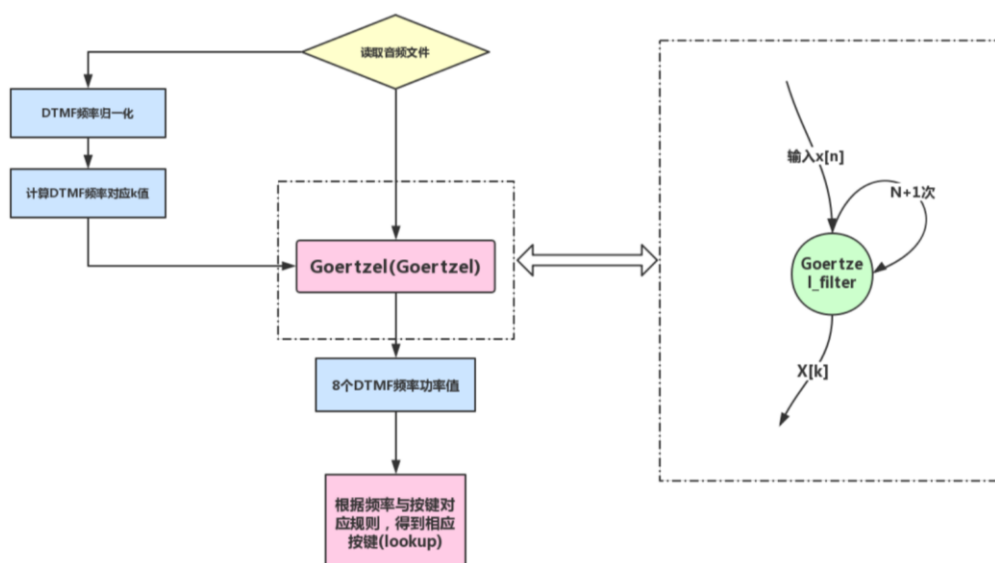 读取音频文件
DTMF频率归一化
计算DTMF频率对应k值
Goertzel(Goertzel)
8个DTMF频率功率值
根据频率与按键对
应规则，得到相应
按键(lookup)
输入x[n]
N+1次
Goertze
l_filter
X[k]